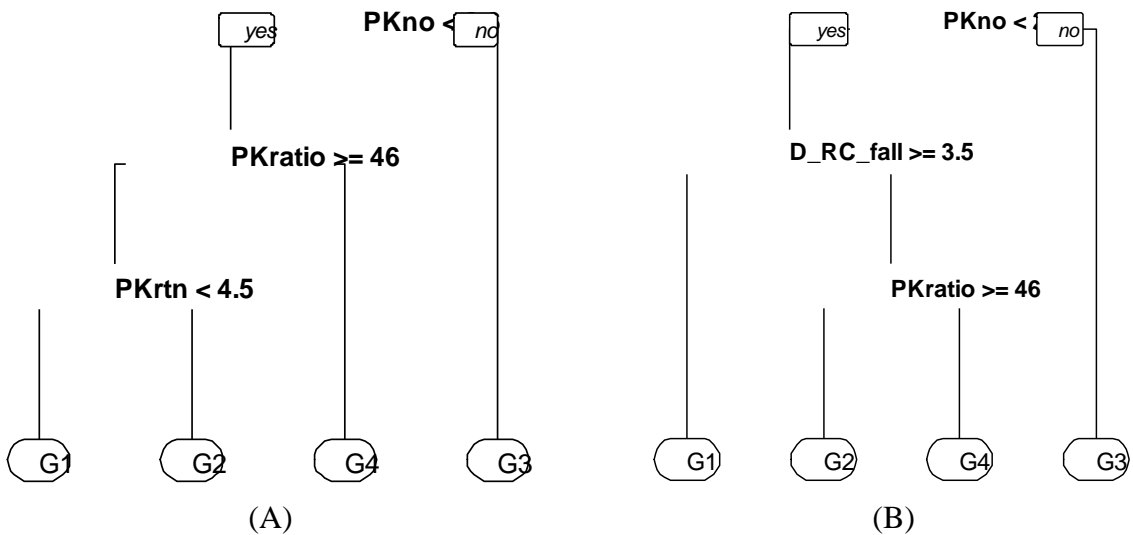 yes PKno < no
PKratio >= 46
PKrtn < 4.5
G1 G2 G4 G3
(A)
yes PKno < no
D_RC_fall >= 3.5
PKratio >= 46
G1 G2 G4 G3
(B)